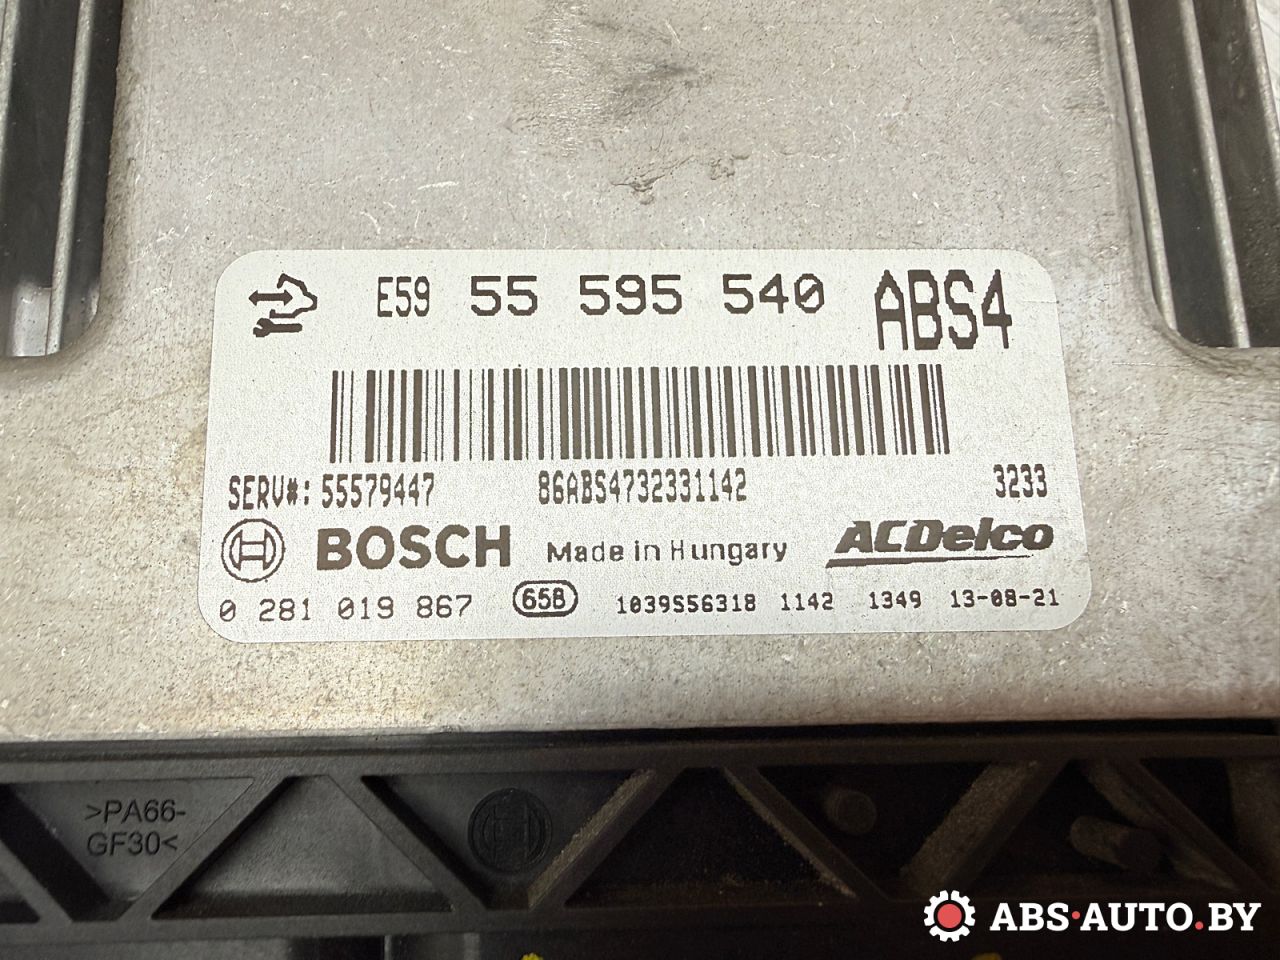 E59 55 595 540 ABS4
SERV#: 55579447 86ABS4732331142 3233
BOSCH Made in Hungary ACDelco
0 281 019 867 65B 1039S56318 1142 1349 13-08-21
>PA66-
GF30<
ABS·AUTO.BY